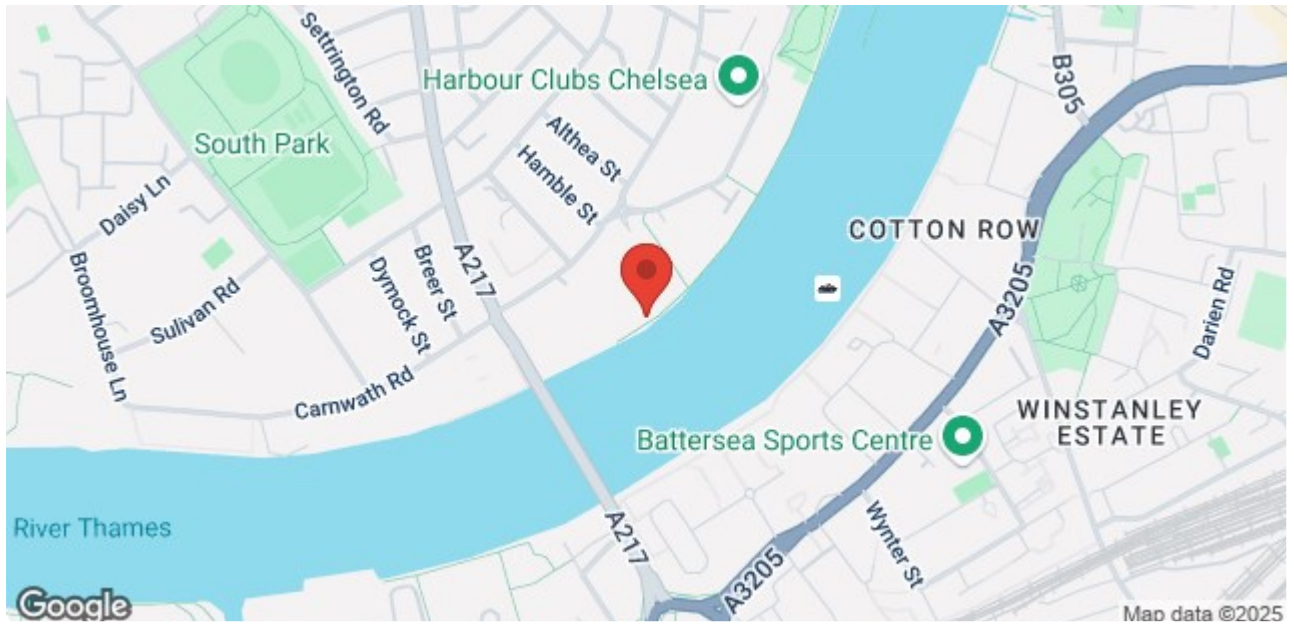 Settrington Rd
Harbour Clubs Chelsea
B305
South Park
Althea St
Hamble St
Daisy Ln
COTTON ROW
A217
Breer St
Dymock St
Broomhouse Ln
Sulivan Rd
A3205
Darien Rd
Carnwath Rd
WINSTANLEY
ESTATE
Battersea Sports Centre
River Thames
A217
Wynter St
A3205
Google
Map data ©2025